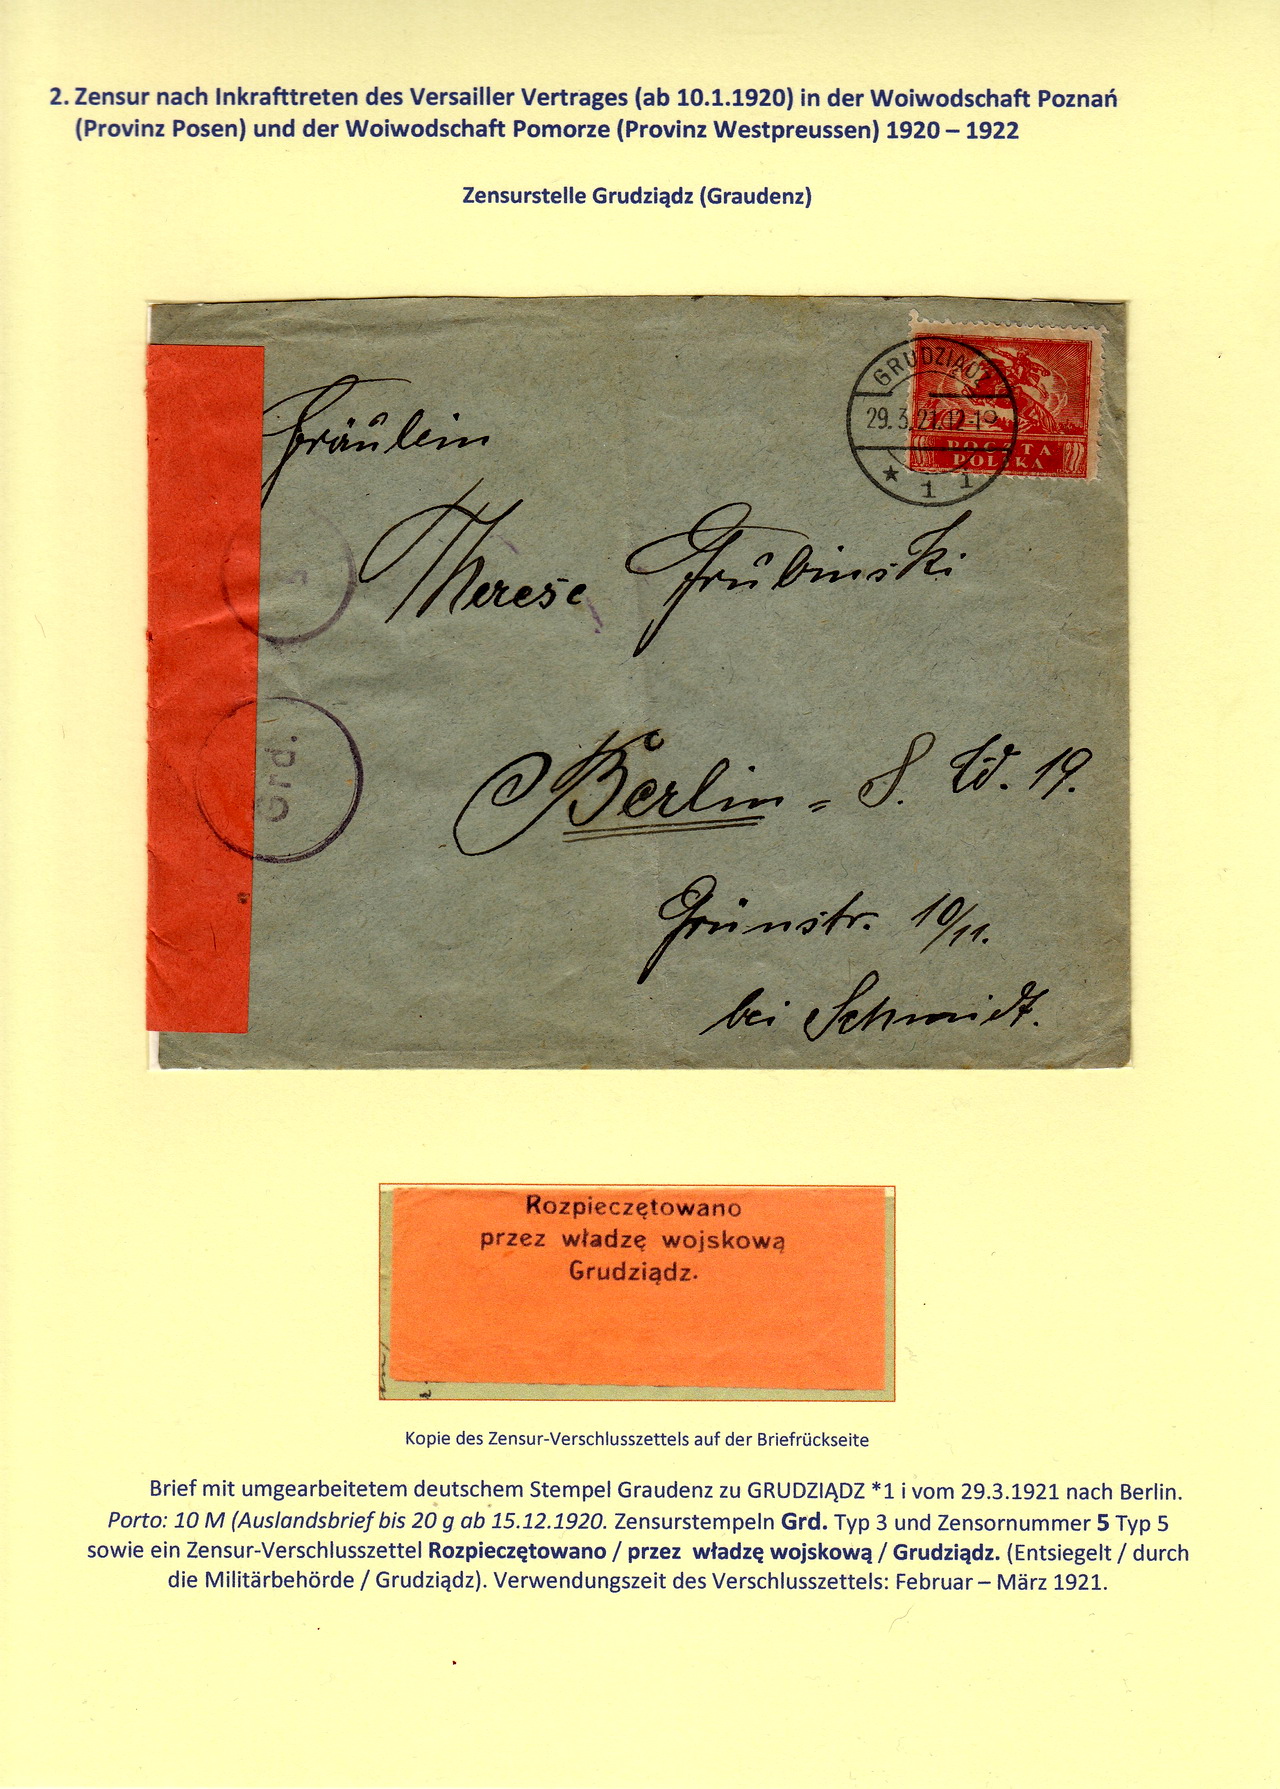 2. Zensur nach Inkrafttreten des Versailler Vertrages (ab 10.1.1920) in der Woiwodschaft Poznań
(Provinz Posen) und der Woiwodschaft Pomorze (Provinz Westpreussen) 1920 – 1922
Zensurstelle Grudziądz (Graudenz)
GRUDZIĄDZ
29.3.21.12-1
* 1 i
POCZTA
POLSKA
Fräulein
5
Therese Grubinski
Grd.
Berlin = S. W. 19.
Grünstr. 10/11.
bei Schmidt.
Rozpieczętowano
przez władzę wojskową
Grudziądz.
Kopie des Zensur-Verschlusszettels auf der Briefrückseite
Brief mit umgearbeitetem deutschem Stempel Graudenz zu GRUDZIĄDZ *1 i vom 29.3.1921 nach Berlin.
Porto: 10 M (Auslandsbrief bis 20 g ab 15.12.1920. Zensurstempeln Grd. Typ 3 und Zensornummer 5 Typ 5
sowie ein Zensur-Verschlusszettel Rozpieczętowano / przez władzę wojskową / Grudziądz. (Entsiegelt / durch
die Militärbehörde / Grudziądz). Verwendungszeit des Verschlusszettels: Februar – März 1921.